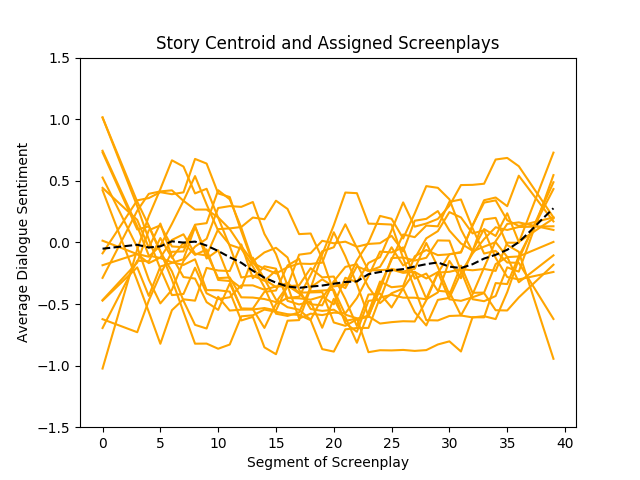 Story Centroid and Assigned Screenplays
1.5
1.0
0.5
0.0
−0.5
−1.0
−1.5
Average Dialogue Sentiment
0 5 10 15 20 25 30 35 40
Segment of Screenplay